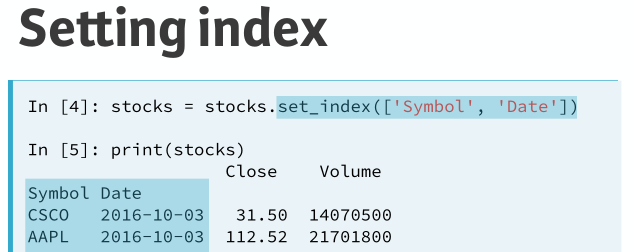 Setting index
In [4]: stocks = stocks.set_index(['Symbol', 'Date'])
In [5]: print(stocks)
Close Volume
Symbol Date
CSCO 2016-10-03 31.50 14070500
AAPL 2016-10-03 112.52 21701800